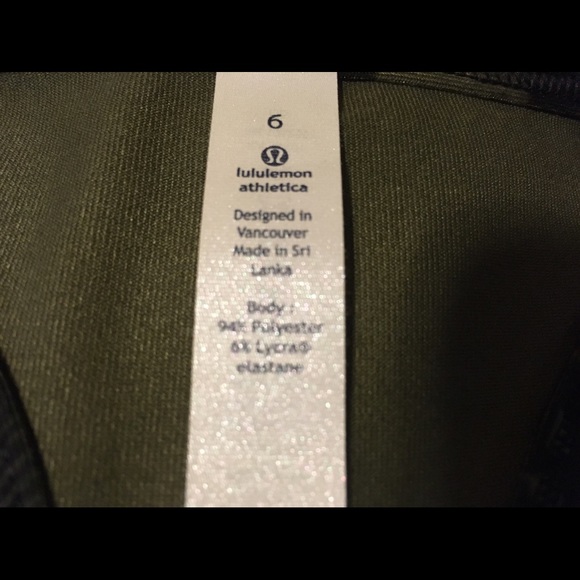 6
lululemon
athletica
Designed in
Vancouver
Made in Sri
Lanka
Body :
94% Polyester
6% Lycra®
elastane